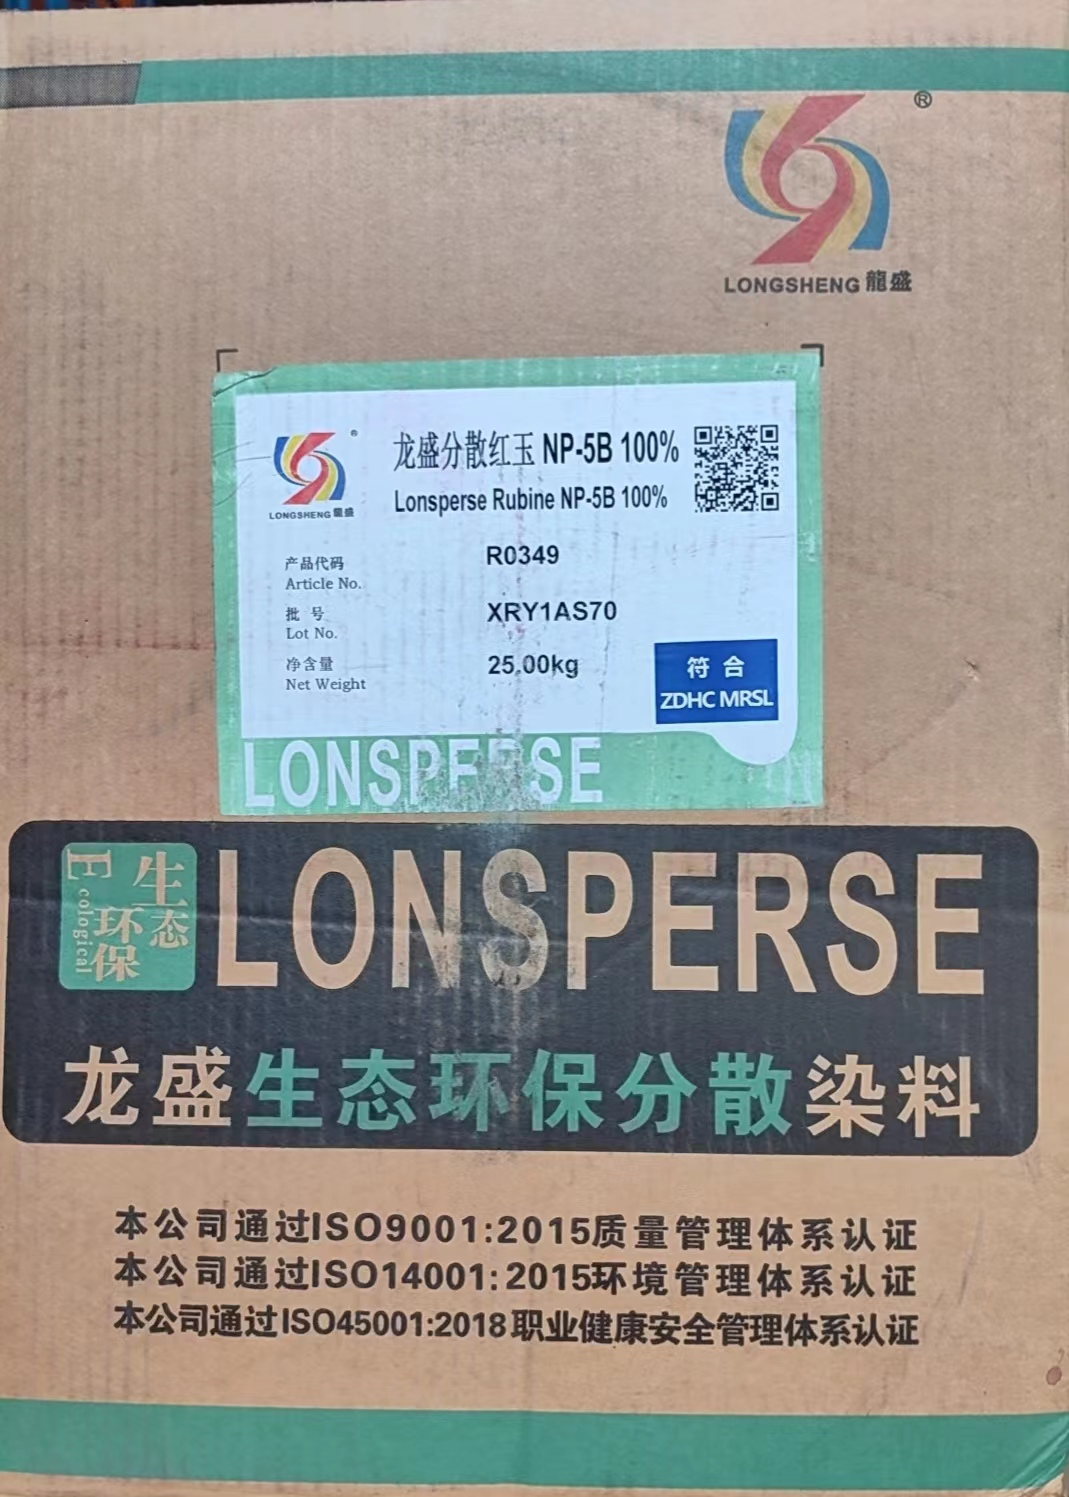 ®
LONGSHENG 龍盛
龙盛分散红玉 NP-5B 100%
Lonsperse Rubine NP-5B 100%
®
LONGSHENG 龍盛
产品代码
Article No.
R0349
批 号
Lot No.
XRY1AS70
净含量
Net Weight
25.00kg
符 合
ZDHC MRSL
LONSPERSE
生态
环保
Ecological
LONSPERSE
龙盛生态环保分散染料
本公司通过ISO9001:2015质量管理体系认证
本公司通过ISO14001:2015环境管理体系认证
本公司通过ISO45001:2018职业健康安全管理体系认证